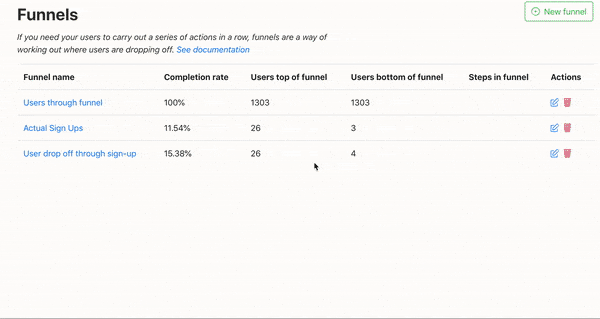 Funnels
New funnel
If you need your users to carry out a series of actions in a row, funnels are a way of
working out where users are dropping off. See documentation
Funnel name Completion rate Users top of funnel Users bottom of funnel Steps in funnel Actions
Users through funnel 100% 1303 1303
Actual Sign Ups 11.54% 26 3
User drop off through sign-up 15.38% 26 4